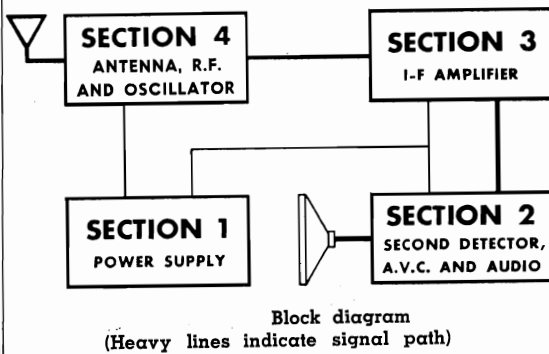 SECTION 4
ANTENNA, R.F.
AND OSCILLATOR
SECTION 3
I-F AMPLIFIER
SECTION 1
POWER SUPPLY
SECTION 2
SECOND DETECTOR,
A.V.C. AND AUDIO
Block diagram
(Heavy lines indicate signal path)